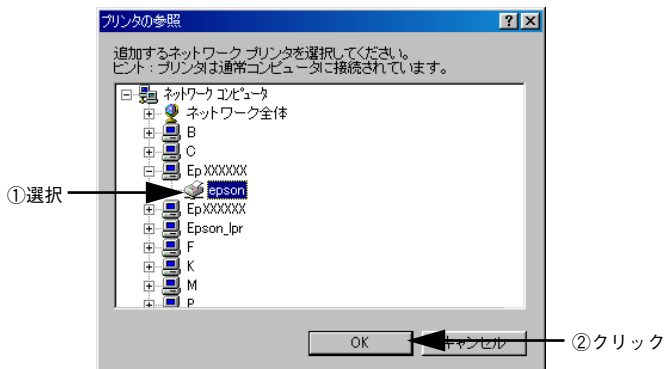 プリンタの参照
追加するネットワーク プリンタを選択してください。
ヒント：プリンタは通常コンピュータに接続されています。
ネットワーク コンピュータ
ネットワーク全体
B
C
Ep XXXXXX
①選択
epson
EpXXXXXX
Epson_lpr
F
K
M
P
OK
キャンセル
②クリック